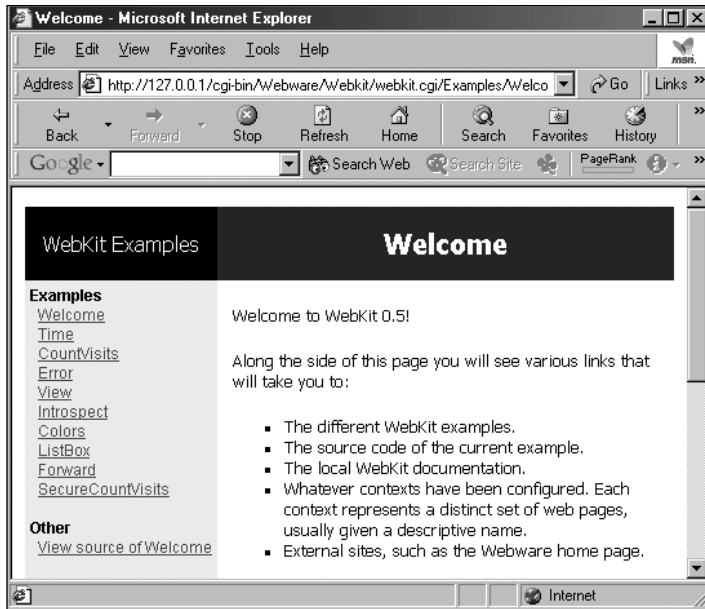 Welcome - Microsoft Internet Explorer
File Edit View Favorites Tools Help
msn.
Address http://127.0.0.1/cgi-bin/Webware/Webkit/webkit.cgi/Examples/Welco Go Links »
Back Forward Stop Refresh Home Search Favorites History »
Google Search Web Search Site PageRank »
WebKit Examples
Welcome
Examples
Welcome
Time
CountVisits
Error
View
Introspect
Colors
ListBox
Forward
SecureCountVisits
Other
View source of Welcome
Welcome to WebKit 0.5!
Along the side of this page you will see various links that
will take you to:
▪ The different WebKit examples.
▪ The source code of the current example.
▪ The local WebKit documentation.
▪ Whatever contexts have been configured. Each
context represents a distinct set of web pages,
usually given a descriptive name.
▪ External sites, such as the Webware home page.
Internet